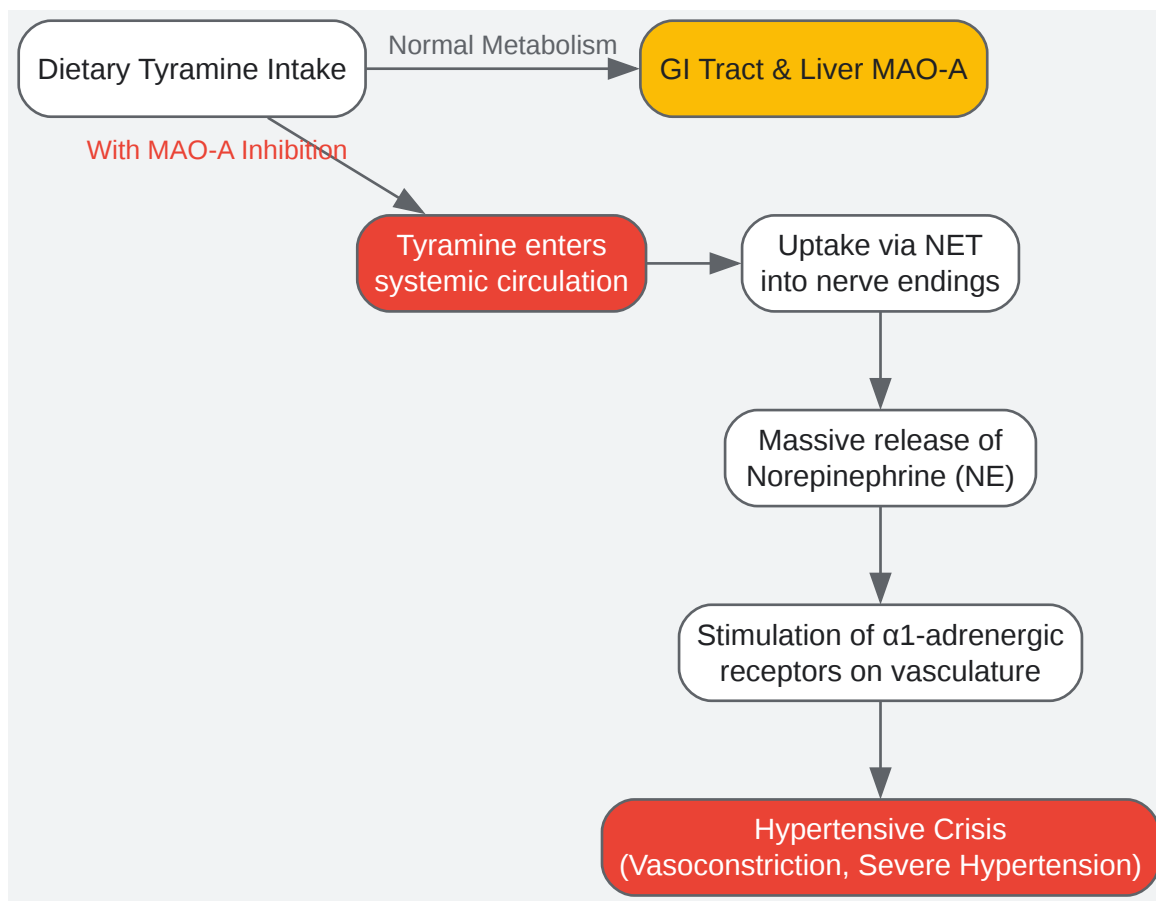 Dietary Tyramine Intake
Normal Metabolism
GI Tract & Liver MAO-A
With MAO-A Inhibition
Tyramine enters
systemic circulation
Uptake via NET
into nerve endings
Massive release of
Norepinephrine (NE)
Stimulation of α1-adrenergic
receptors on vasculature
Hypertensive Crisis
(Vasoconstriction, Severe Hypertension)